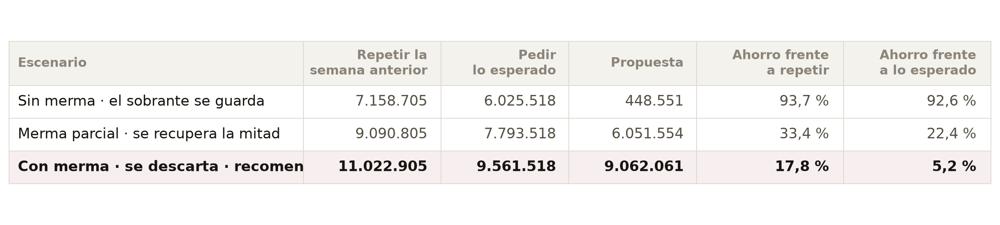 Escenario
Repetir la
semana anterior
Pedir
lo esperado
Propuesta
Ahorro frente
a repetir
Ahorro frente
a lo esperado
Sin merma · el sobrante se guarda 7.158.705 6.025.518 448.551 93,7 % 92,6 %
Merma parcial · se recupera la mitad 9.090.805 7.793.518 6.051.554 33,4 % 22,4 %
Con merma · se descarta · recomen 11.022.905 9.561.518 9.062.061 17,8 % 5,2 %